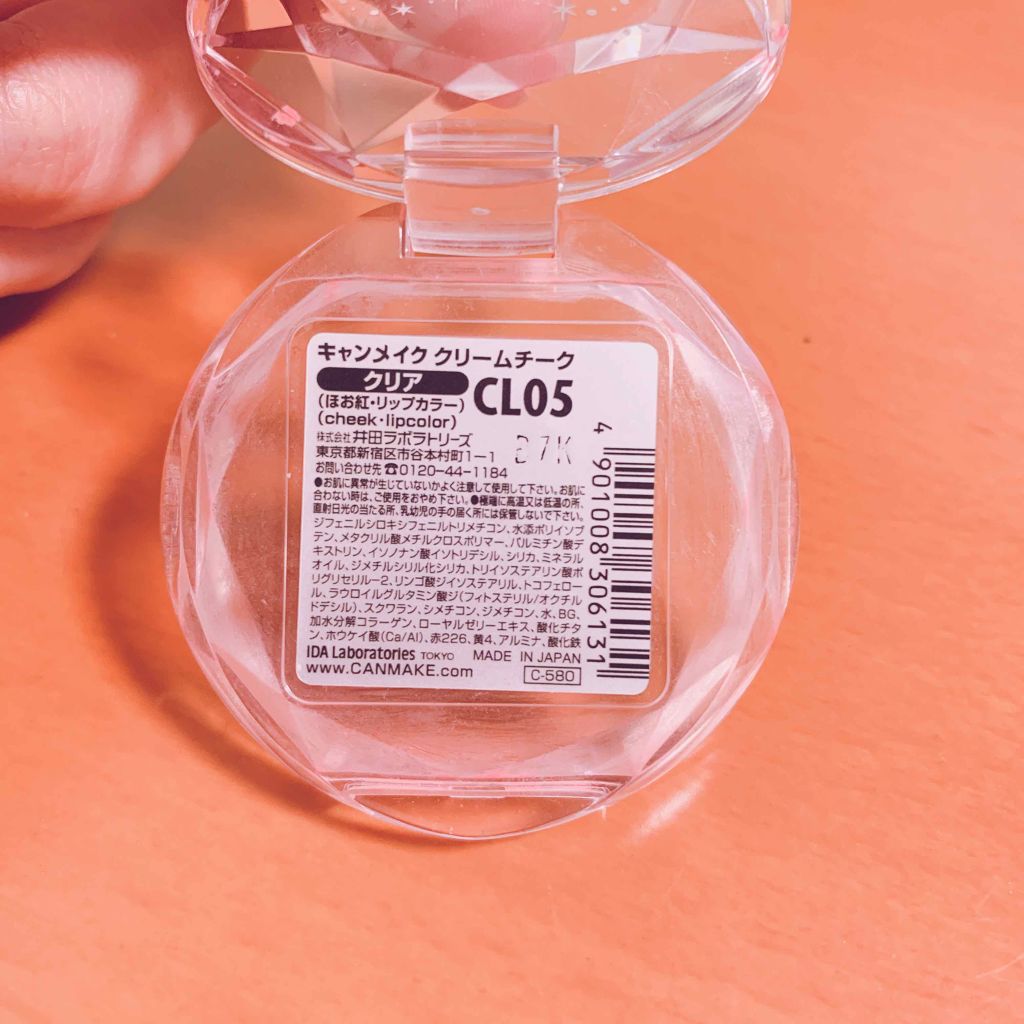 キャンメイク クリームチーク
クリア
CL05
(ほお紅・リップカラー)
(cheek・lipcolor)
株式会社 井田ラボラトリーズ
東京都新宿区市谷本村町1-1
B7K
お問い合わせ先 ☎0120-44-1184
●お肌に異常が生じていないかよく注意して使用して下さい。お肌に
合わない時は、ご使用をおやめ下さい。●極端に高温又は低温の所、
直射日光の当たる所、乳幼児の手の届く所には保管しないで下さい。
ジフェニルシロキシフェニルトリメチコン、水添ポリイソブ
テン、メタクリル酸メチルクロスポリマー、パルミチン酸デ
キストリン、イソノナン酸イソトリデシル、シリカ、ミネラル
オイル、ジメチルシリル化シリカ、トリイソステアリン酸ポ
リグリセリル-2、リンゴ酸ジイソステアリル、トコフェロー
ル、ラウロイルグルタミン酸ジ(フィトステリル/オクチル
ドデシル)、スクワラン、シメチコン、ジメチコン、水、BG、
加水分解コラーゲン、ローヤルゼリーエキス、酸化チタ
ン、ホウケイ酸(Ca/Al)、赤226、黄4、アルミナ、酸化鉄
IDA Laboratories TOKYO MADE IN JAPAN
www.CANMAKE.com C-580
4 901008 306131